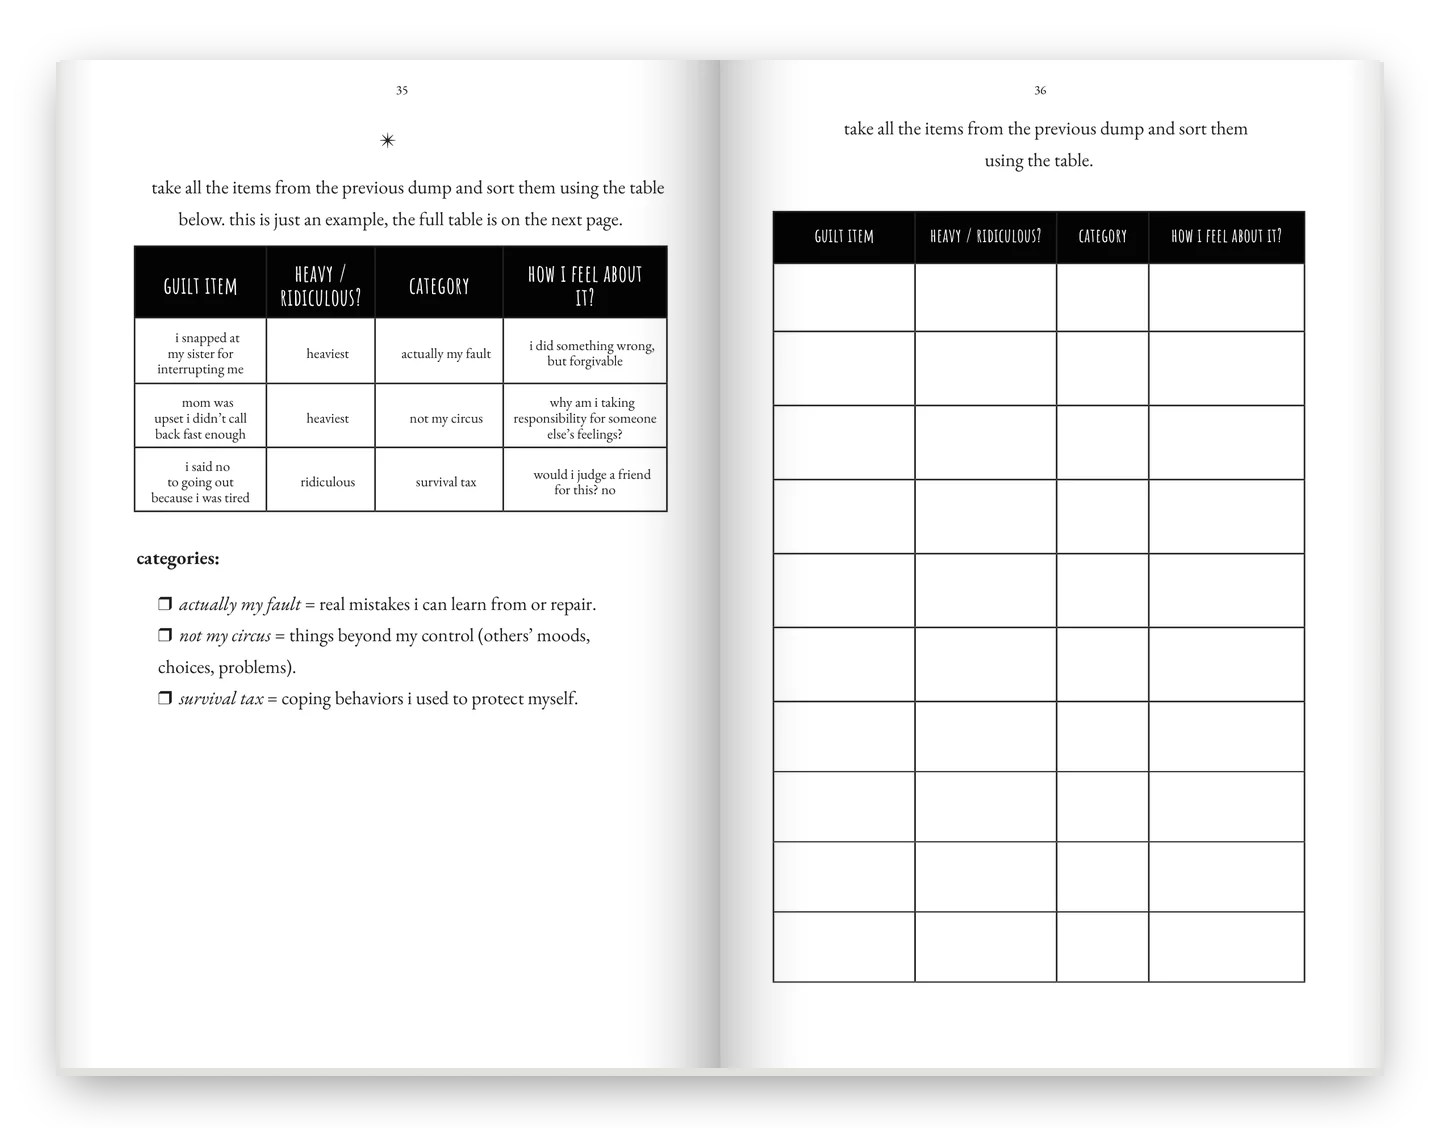 35
take all the items from the previous dump and sort them using the table
below. this is just an example, the full table is on the next page.
GUILT ITEM
HEAVY /
RIDICULOUS?
CATEGORY
HOW I FEEL ABOUT
IT?
i snapped at
my sister for
interrupting me
heaviest
actually my fault
i did something wrong,
but forgivable
mom was
upset i didn’t call
back fast enough
heaviest
not my circus
why am i taking
responsibility for someone
else’s feelings?
i said no
to going out
because i was tired
ridiculous
survival tax
would i judge a friend
for this? no
categories:
❒ actually my fault = real mistakes i can learn from or repair.
❒ not my circus = things beyond my control (others’ moods,
choices, problems).
❒ survival tax = coping behaviors i used to protect myself.
36
take all the items from the previous dump and sort them
using the table.
GUILT ITEM
HEAVY / RIDICULOUS?
CATEGORY
HOW I FEEL ABOUT IT?